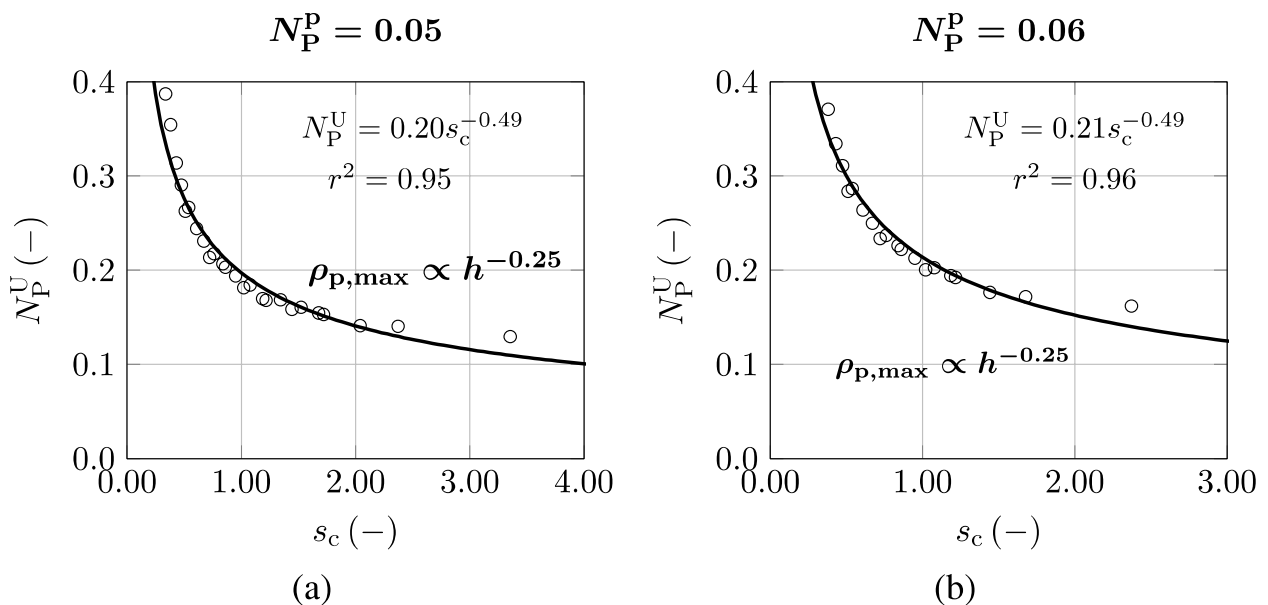 N_P^p = 0.05
0.4
0.3
0.2
0.1
0.0
N_P^U (−)
N_P^U = 0.20s_c^−0.49
r² = 0.95
ρ_p,max ∝ h^−0.25
0.00 1.00 2.00 3.00 4.00
s_c (−)
(a)
N_P^p = 0.06
0.4
0.3
0.2
0.1
0.0
N_P^U (−)
N_P^U = 0.21s_c^−0.49
r² = 0.96
ρ_p,max ∝ h^−0.25
0.00 1.00 2.00 3.00
s_c (−)
(b)